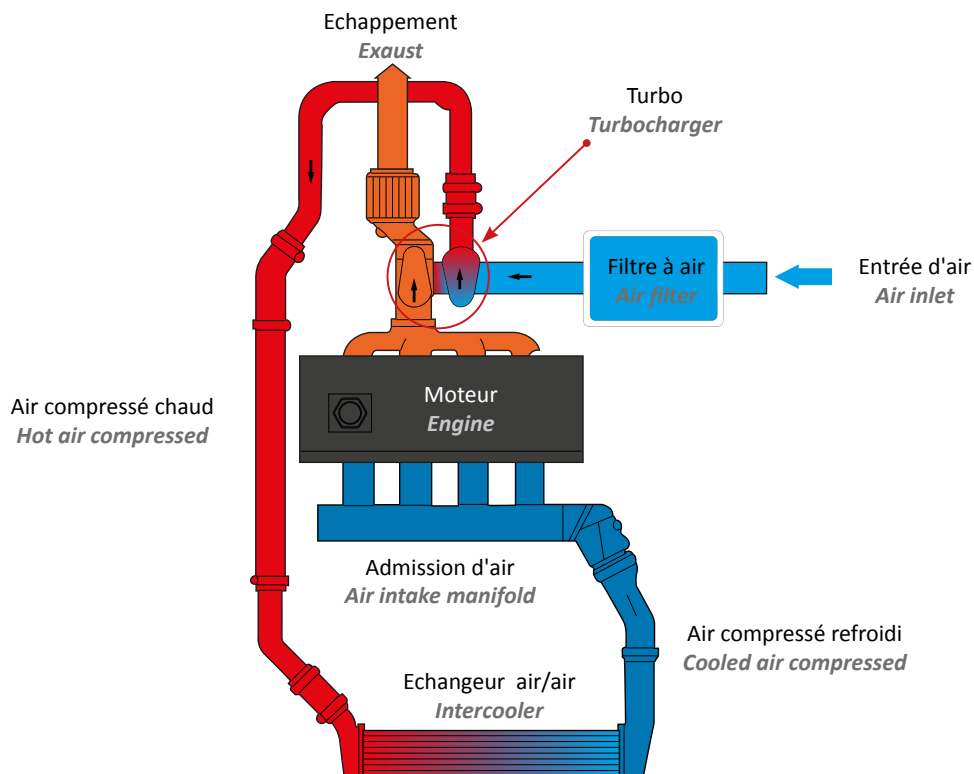 Echappement
Exaust
Turbo
Turbocharger
Filtre à air
Air filter
Entrée d'air
Air inlet
Moteur
Engine
Air compressé chaud
Hot air compressed
Admission d'air
Air intake manifold
Air compressé refroidi
Cooled air compressed
Echangeur air/air
Intercooler